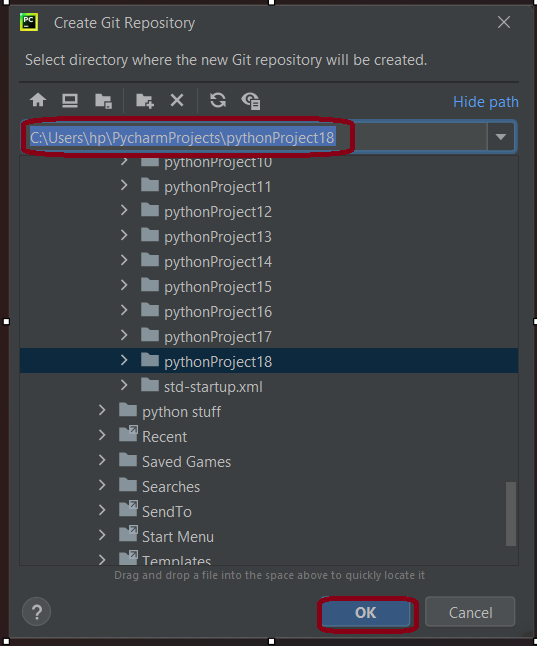 PC
Create Git Repository
Select directory where the new Git repository will be created.
Hide path
C:\Users\hp\PycharmProjects\pythonProject18
pythonProject10
pythonProject11
pythonProject12
pythonProject13
pythonProject14
pythonProject15
pythonProject16
pythonProject17
pythonProject18
std-startup.xml
python stuff
Recent
Saved Games
Searches
SendTo
Start Menu
Templates
Drag and drop a file into the space above to quickly locate it
? OK Cancel